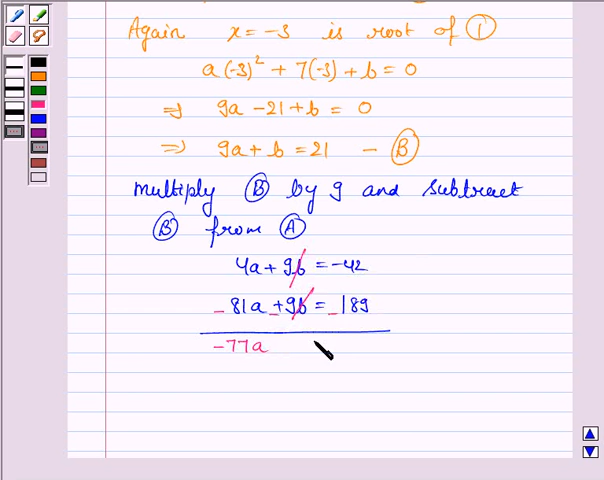 Again x = -3 is root of ①
a(-3)² + 7(-3) + b = 0
⇒ 9a - 21 + b = 0
⇒ 9a + b = 21 - Ⓑ
Multiply Ⓑ by 9 and subtract
Ⓑ from Ⓐ
4a + 9b = -42
- 81a + 9b = 189
- -
-77a